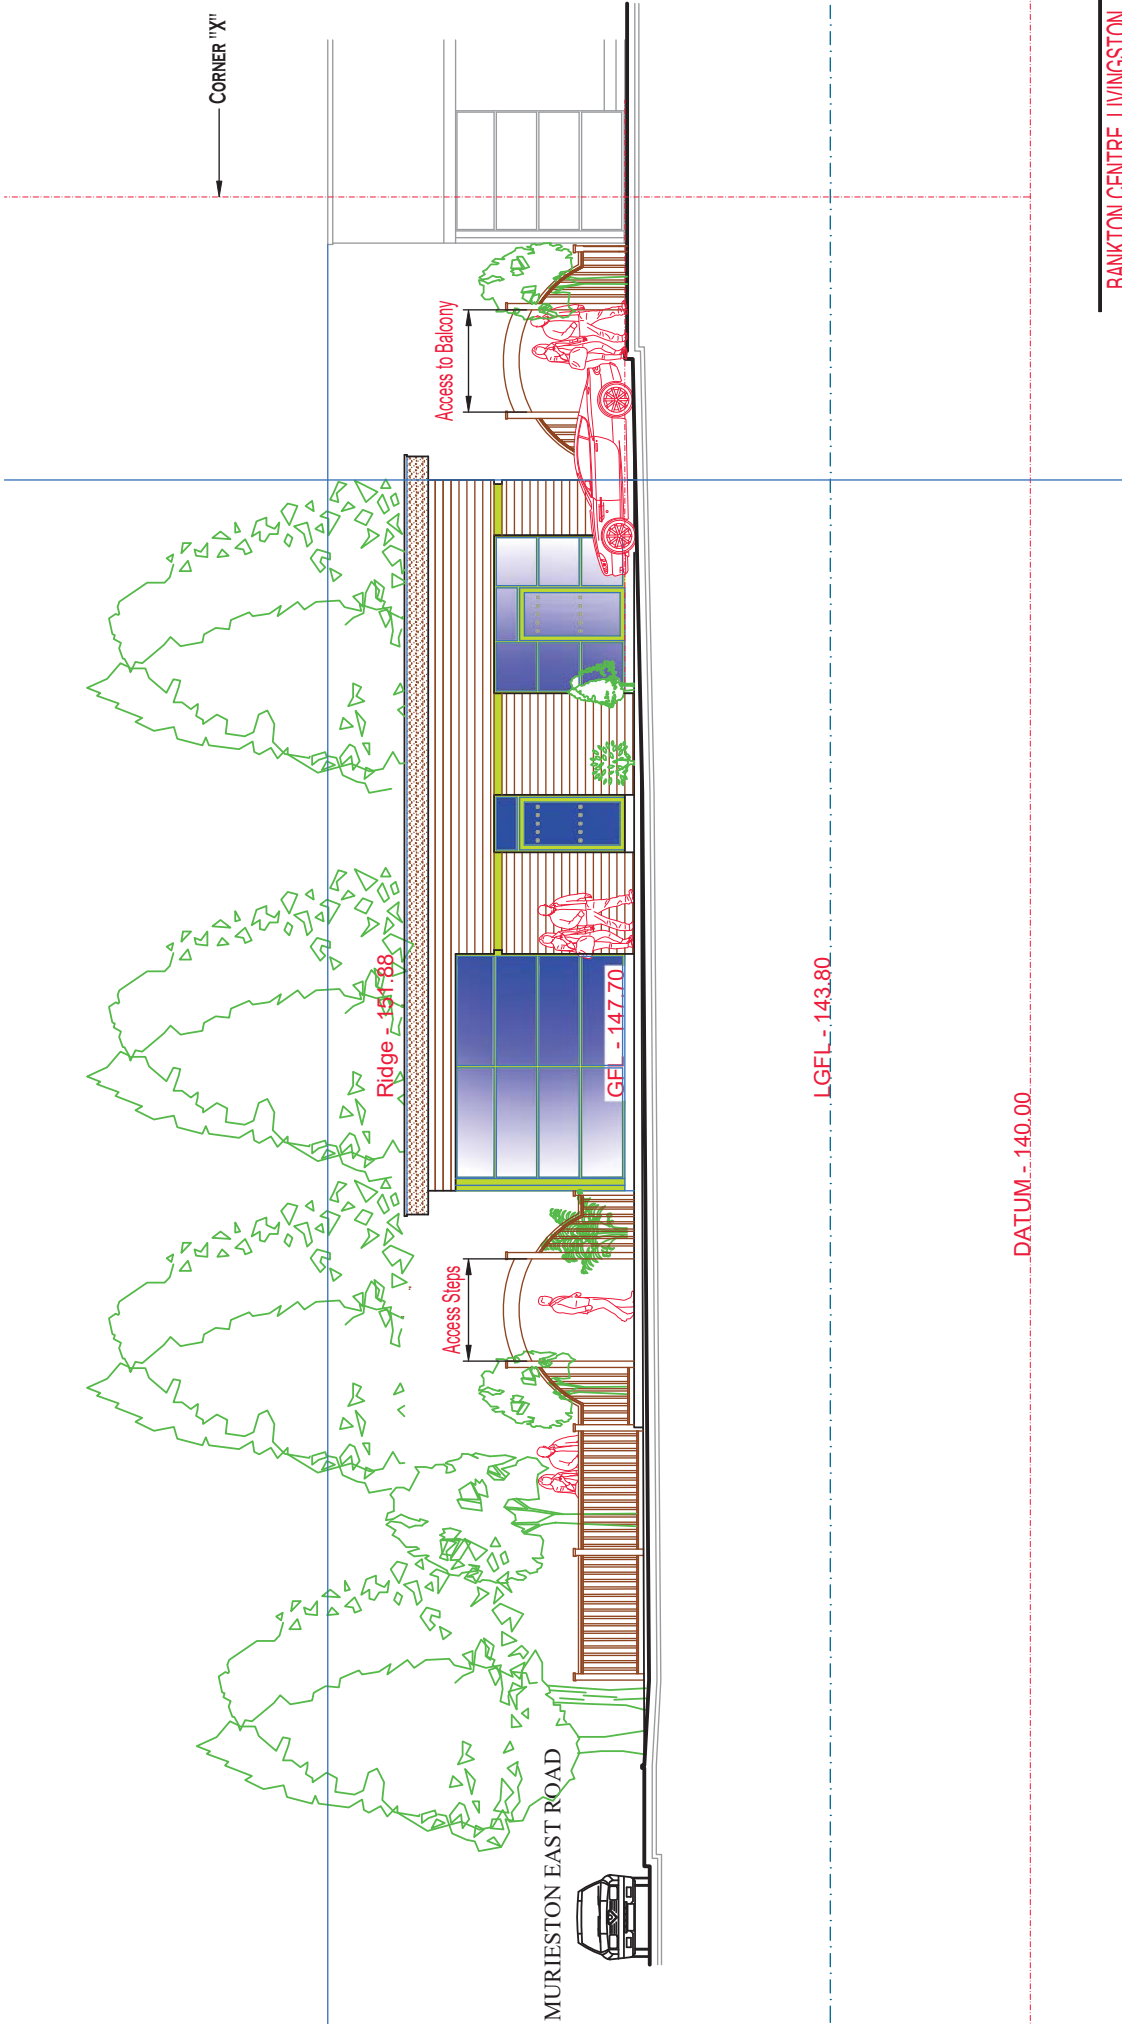 CORNER "X"
Access to Balcony
Ridge - 151.88
GFL - 147.70
LGFL - 143.80
DATUM - 140.00
Access Steps
MURIESTON EAST ROAD
BANKTON CENTRE, LIVINGSTON